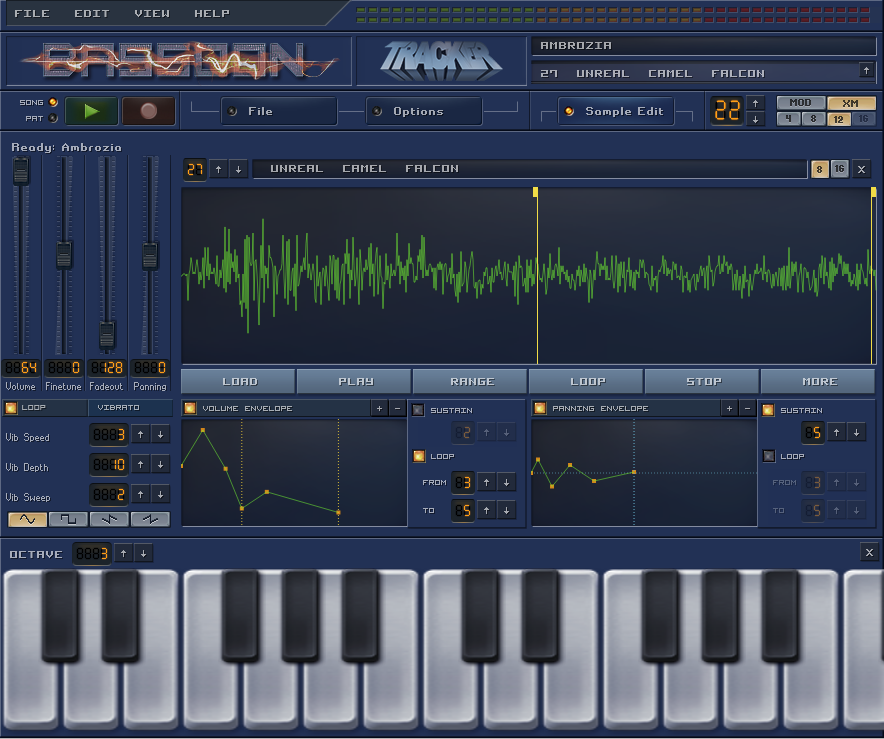 FILE EDIT VIEW HELP
BASSOON
TRACKER
AMBROZIA
27 UNREAL CAMEL FALCON
SONG
PAT
File
Options
Sample Edit
22
MOD XM
4 8 12 16
Ready: Ambrozia
27 UNREAL CAMEL FALCON 8 16 X
64 0 128 0
Volume Finetune Fadeout Panning
LOAD PLAY RANGE LOOP STOP MORE
LOOP VIBRATO
Vib Speed 3
Vib Depth 10
Vib Sweep 2
VOLUME ENVELOPE + -
SUSTAIN
2
LOOP
FROM 3
TO 5
PANNING ENVELOPE + -
SUSTAIN
5
LOOP
FROM 3
TO 5
OCTAVE 3 X